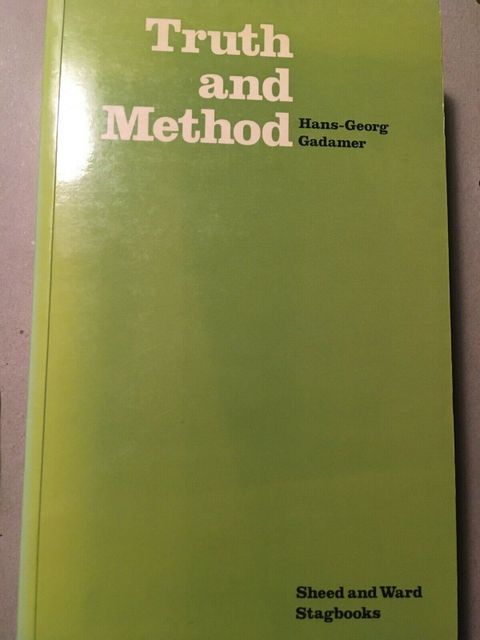 Truth
and
Method
Hans-Georg
Gadamer
Sheed and Ward
Stagbooks